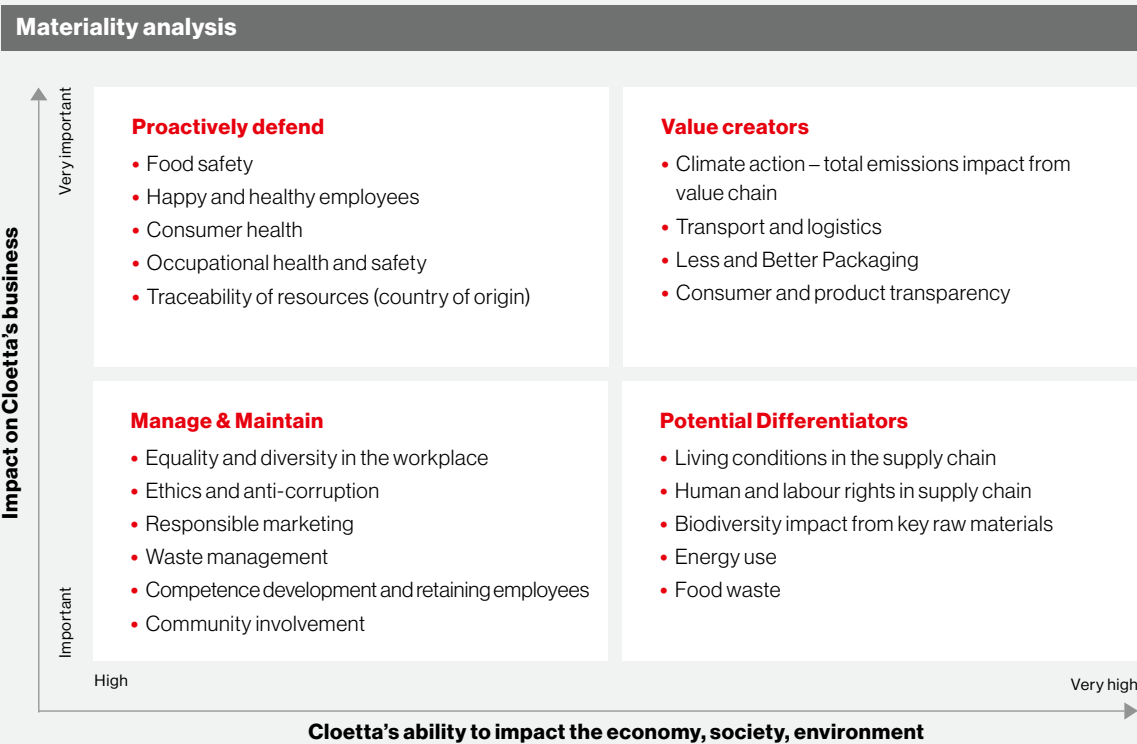 Materiality analysis
Impact on Cloetta's business
Very important
Important
Proactively defend
• Food safety
• Happy and healthy employees
• Consumer health
• Occupational health and safety
• Traceability of resources (country of origin)
Value creators
• Climate action – total emissions impact from
value chain
• Transport and logistics
• Less and Better Packaging
• Consumer and product transparency
Manage & Maintain
• Equality and diversity in the workplace
• Ethics and anti-corruption
• Responsible marketing
• Waste management
• Competence development and retaining employees
• Community involvement
Potential Differentiators
• Living conditions in the supply chain
• Human and labour rights in supply chain
• Biodiversity impact from key raw materials
• Energy use
• Food waste
High
Very high
Cloetta's ability to impact the economy, society, environment